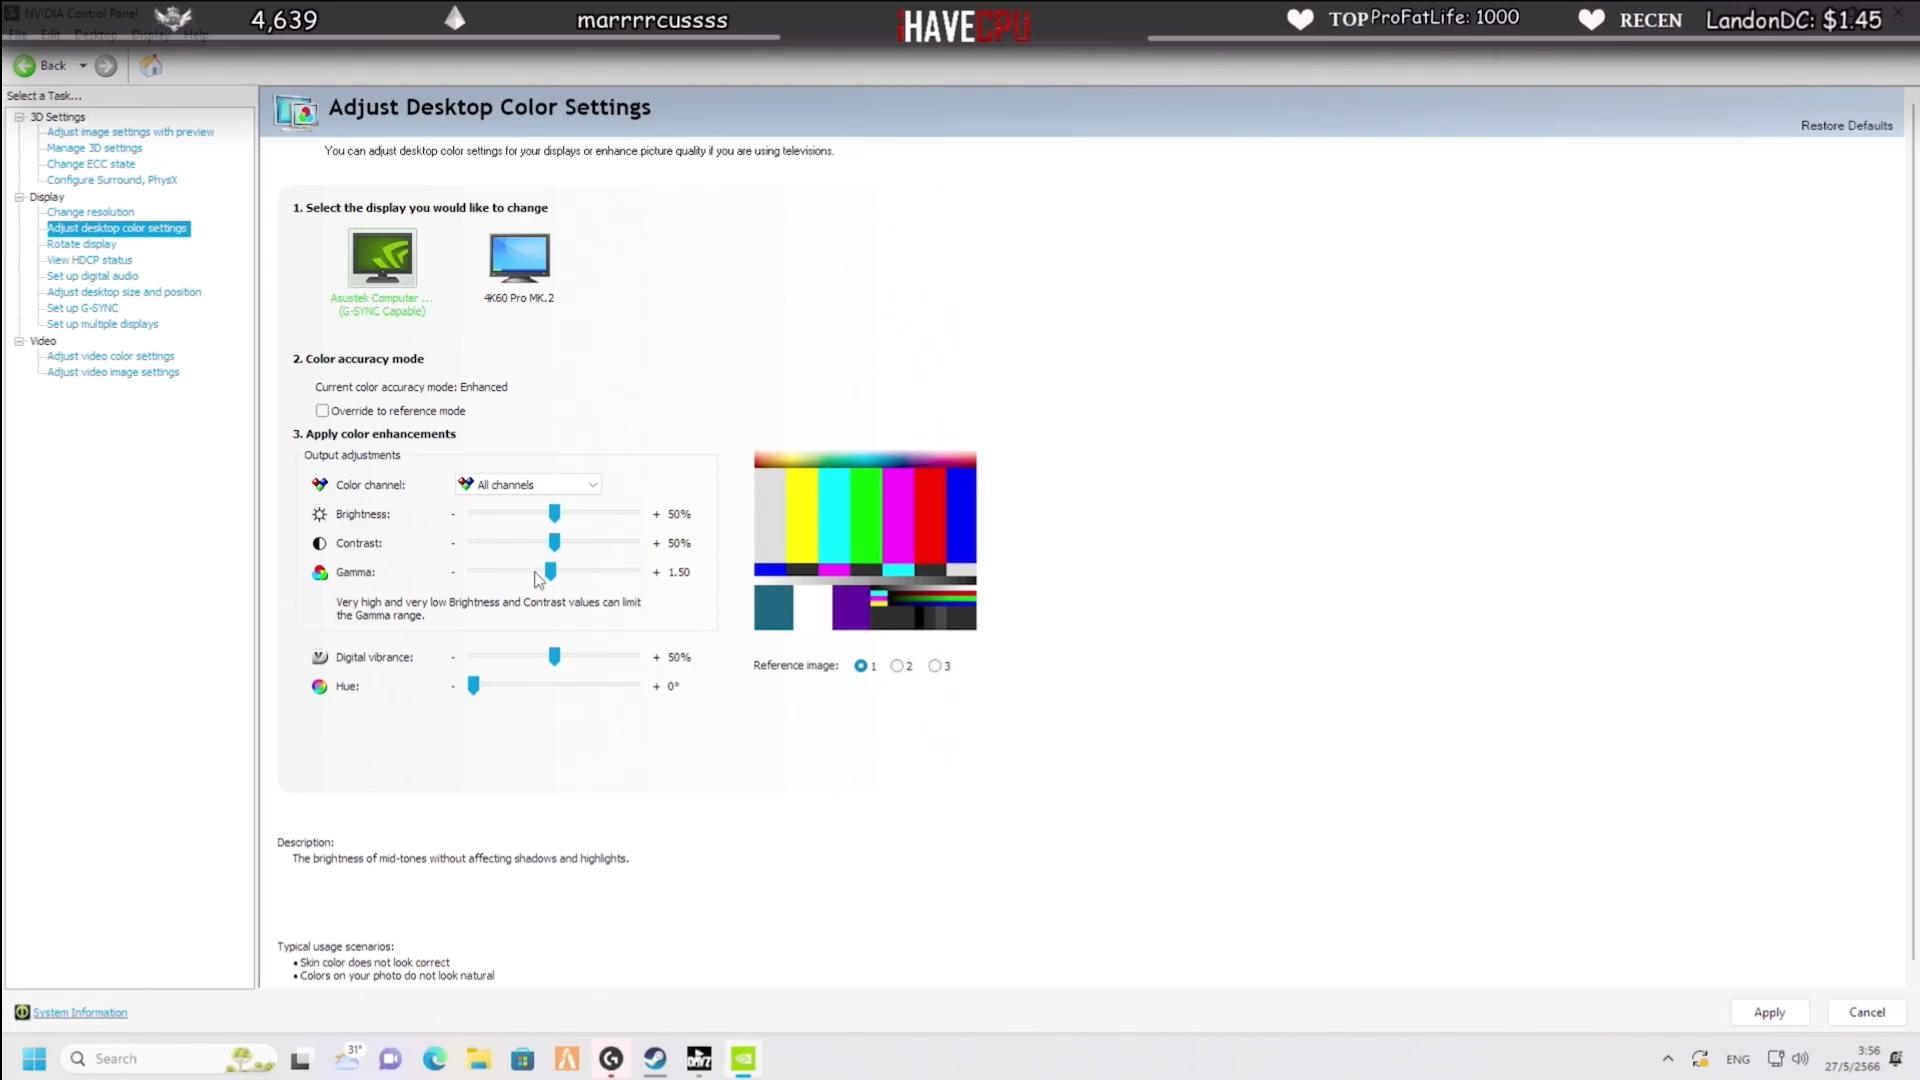 NVIDIA Control Panel
4,639
marrrrcussss
iHAVECPU
TOP ProFatLife: 1000
RECEN LandonDC: $1.45
File Edit Desktop Display Help
Back
Select a Task...
3D Settings
Adjust image settings with preview
Manage 3D settings
Change ECC state
Configure Surround, PhysX
Display
Change resolution
Adjust desktop color settings
Rotate display
View HDCP status
Set up digital audio
Adjust desktop size and position
Set up G-SYNC
Set up multiple displays
Video
Adjust video color settings
Adjust video image settings
System Information
Adjust Desktop Color Settings
Restore Defaults
You can adjust desktop color settings for your displays or enhance picture quality if you are using televisions.
1. Select the display you would like to change
Asustek Computer ...
(G-SYNC Capable)
4K60 Pro MK.2
2. Color accuracy mode
Current color accuracy mode: Enhanced
Override to reference mode
3. Apply color enhancements
Output adjustments
Color channel: All channels
Brightness: - + 50%
Contrast: - + 50%
Gamma: - + 1.50
Very high and very low Brightness and Contrast values can limit
the Gamma range.
Digital vibrance: - + 50%
Hue: - + 0°
Reference image: 1 2 3
Description:
The brightness of mid-tones without affecting shadows and highlights.
Typical usage scenarios:
• Skin color does not look correct
• Colors on your photo do not look natural
Apply
Cancel
Search
31°
DAYZ
ENG
3:56
27/5/2566